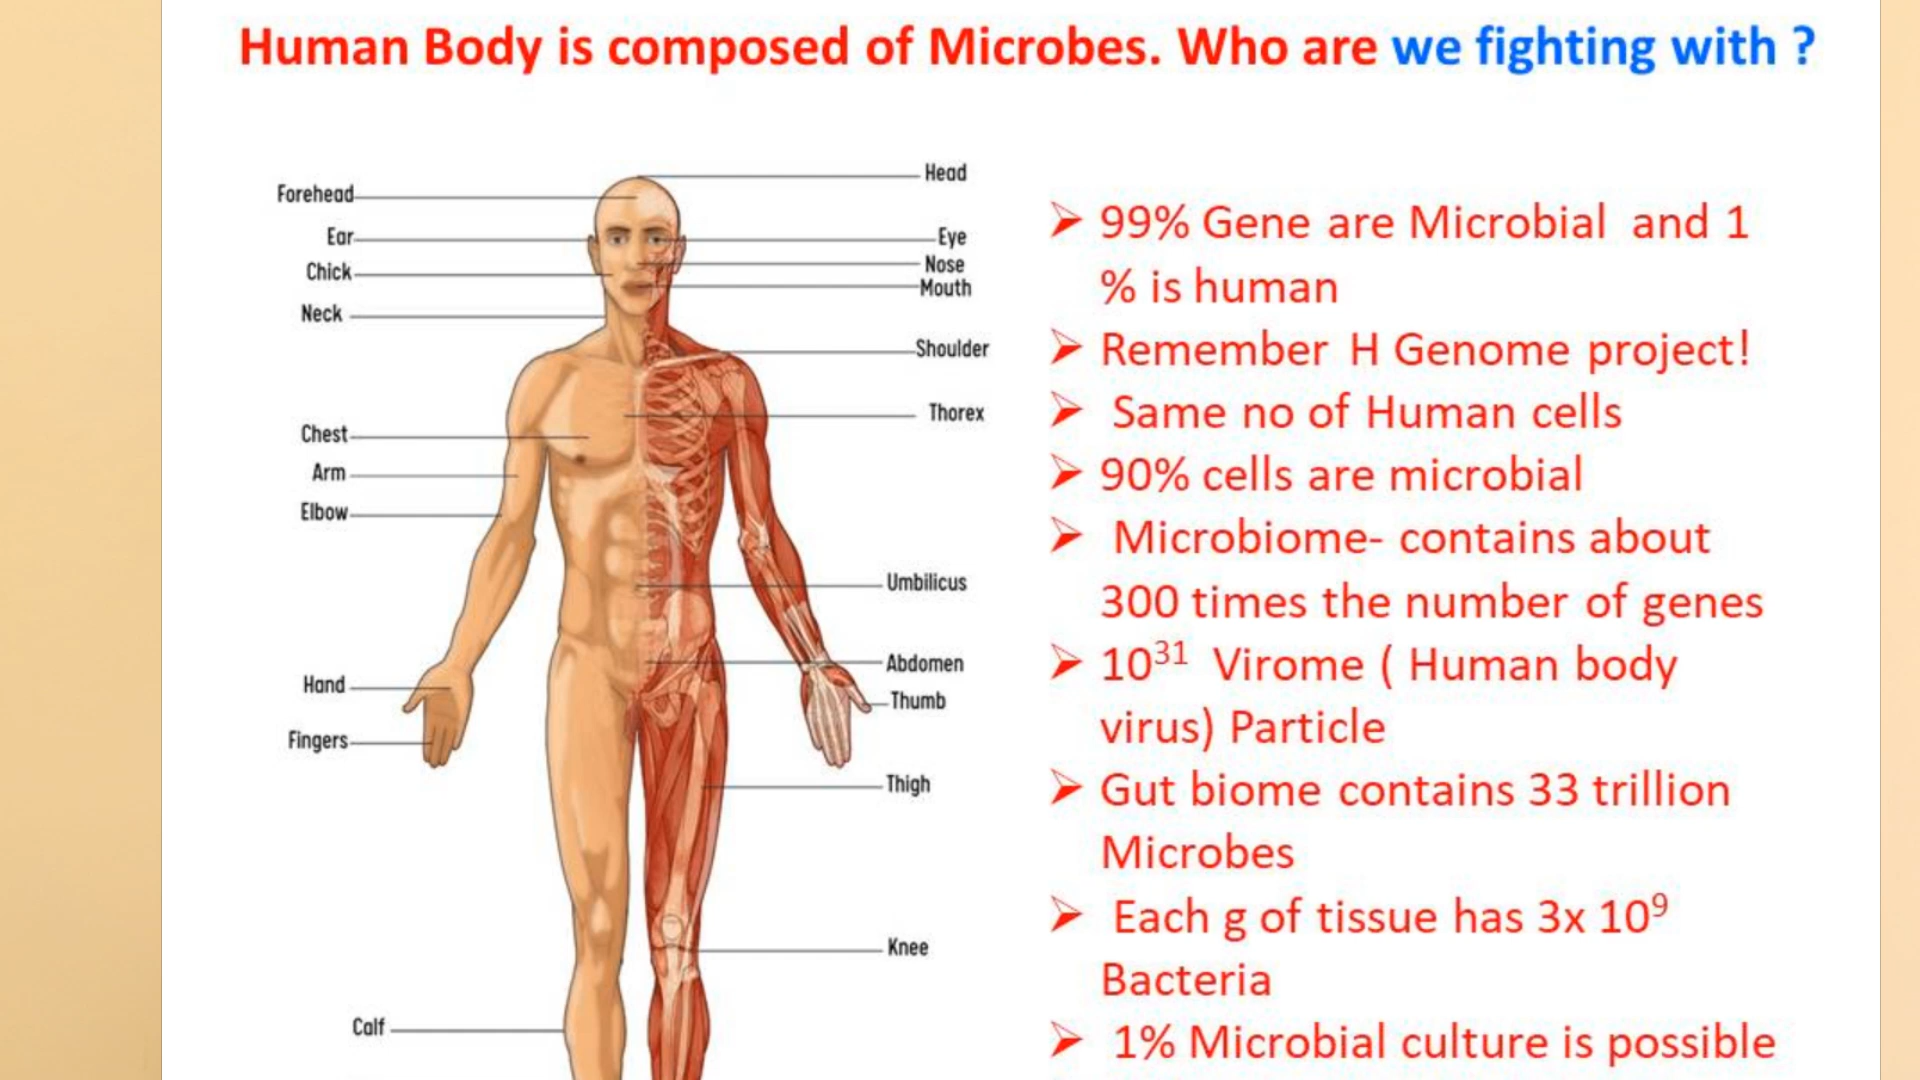 Human Body is composed of Microbes. Who are we fighting with ?
Head
Forehead
Ear
Eye
Chick
Nose
Mouth
Neck
Shoulder
Thorex
Chest
Arm
Elbow
Umbilicus
Abdomen
Hand
Thumb
Fingers
Thigh
Knee
Calf
➢ 99% Gene are Microbial and 1
% is human
➢ Remember H Genome project!
➢ Same no of Human cells
➢ 90% cells are microbial
➢ Microbiome- contains about
300 times the number of genes
➢ 10³¹ Virome ( Human body
virus) Particle
➢ Gut biome contains 33 trillion
Microbes
➢ Each g of tissue has 3x 10⁹
Bacteria
➢ 1% Microbial culture is possible